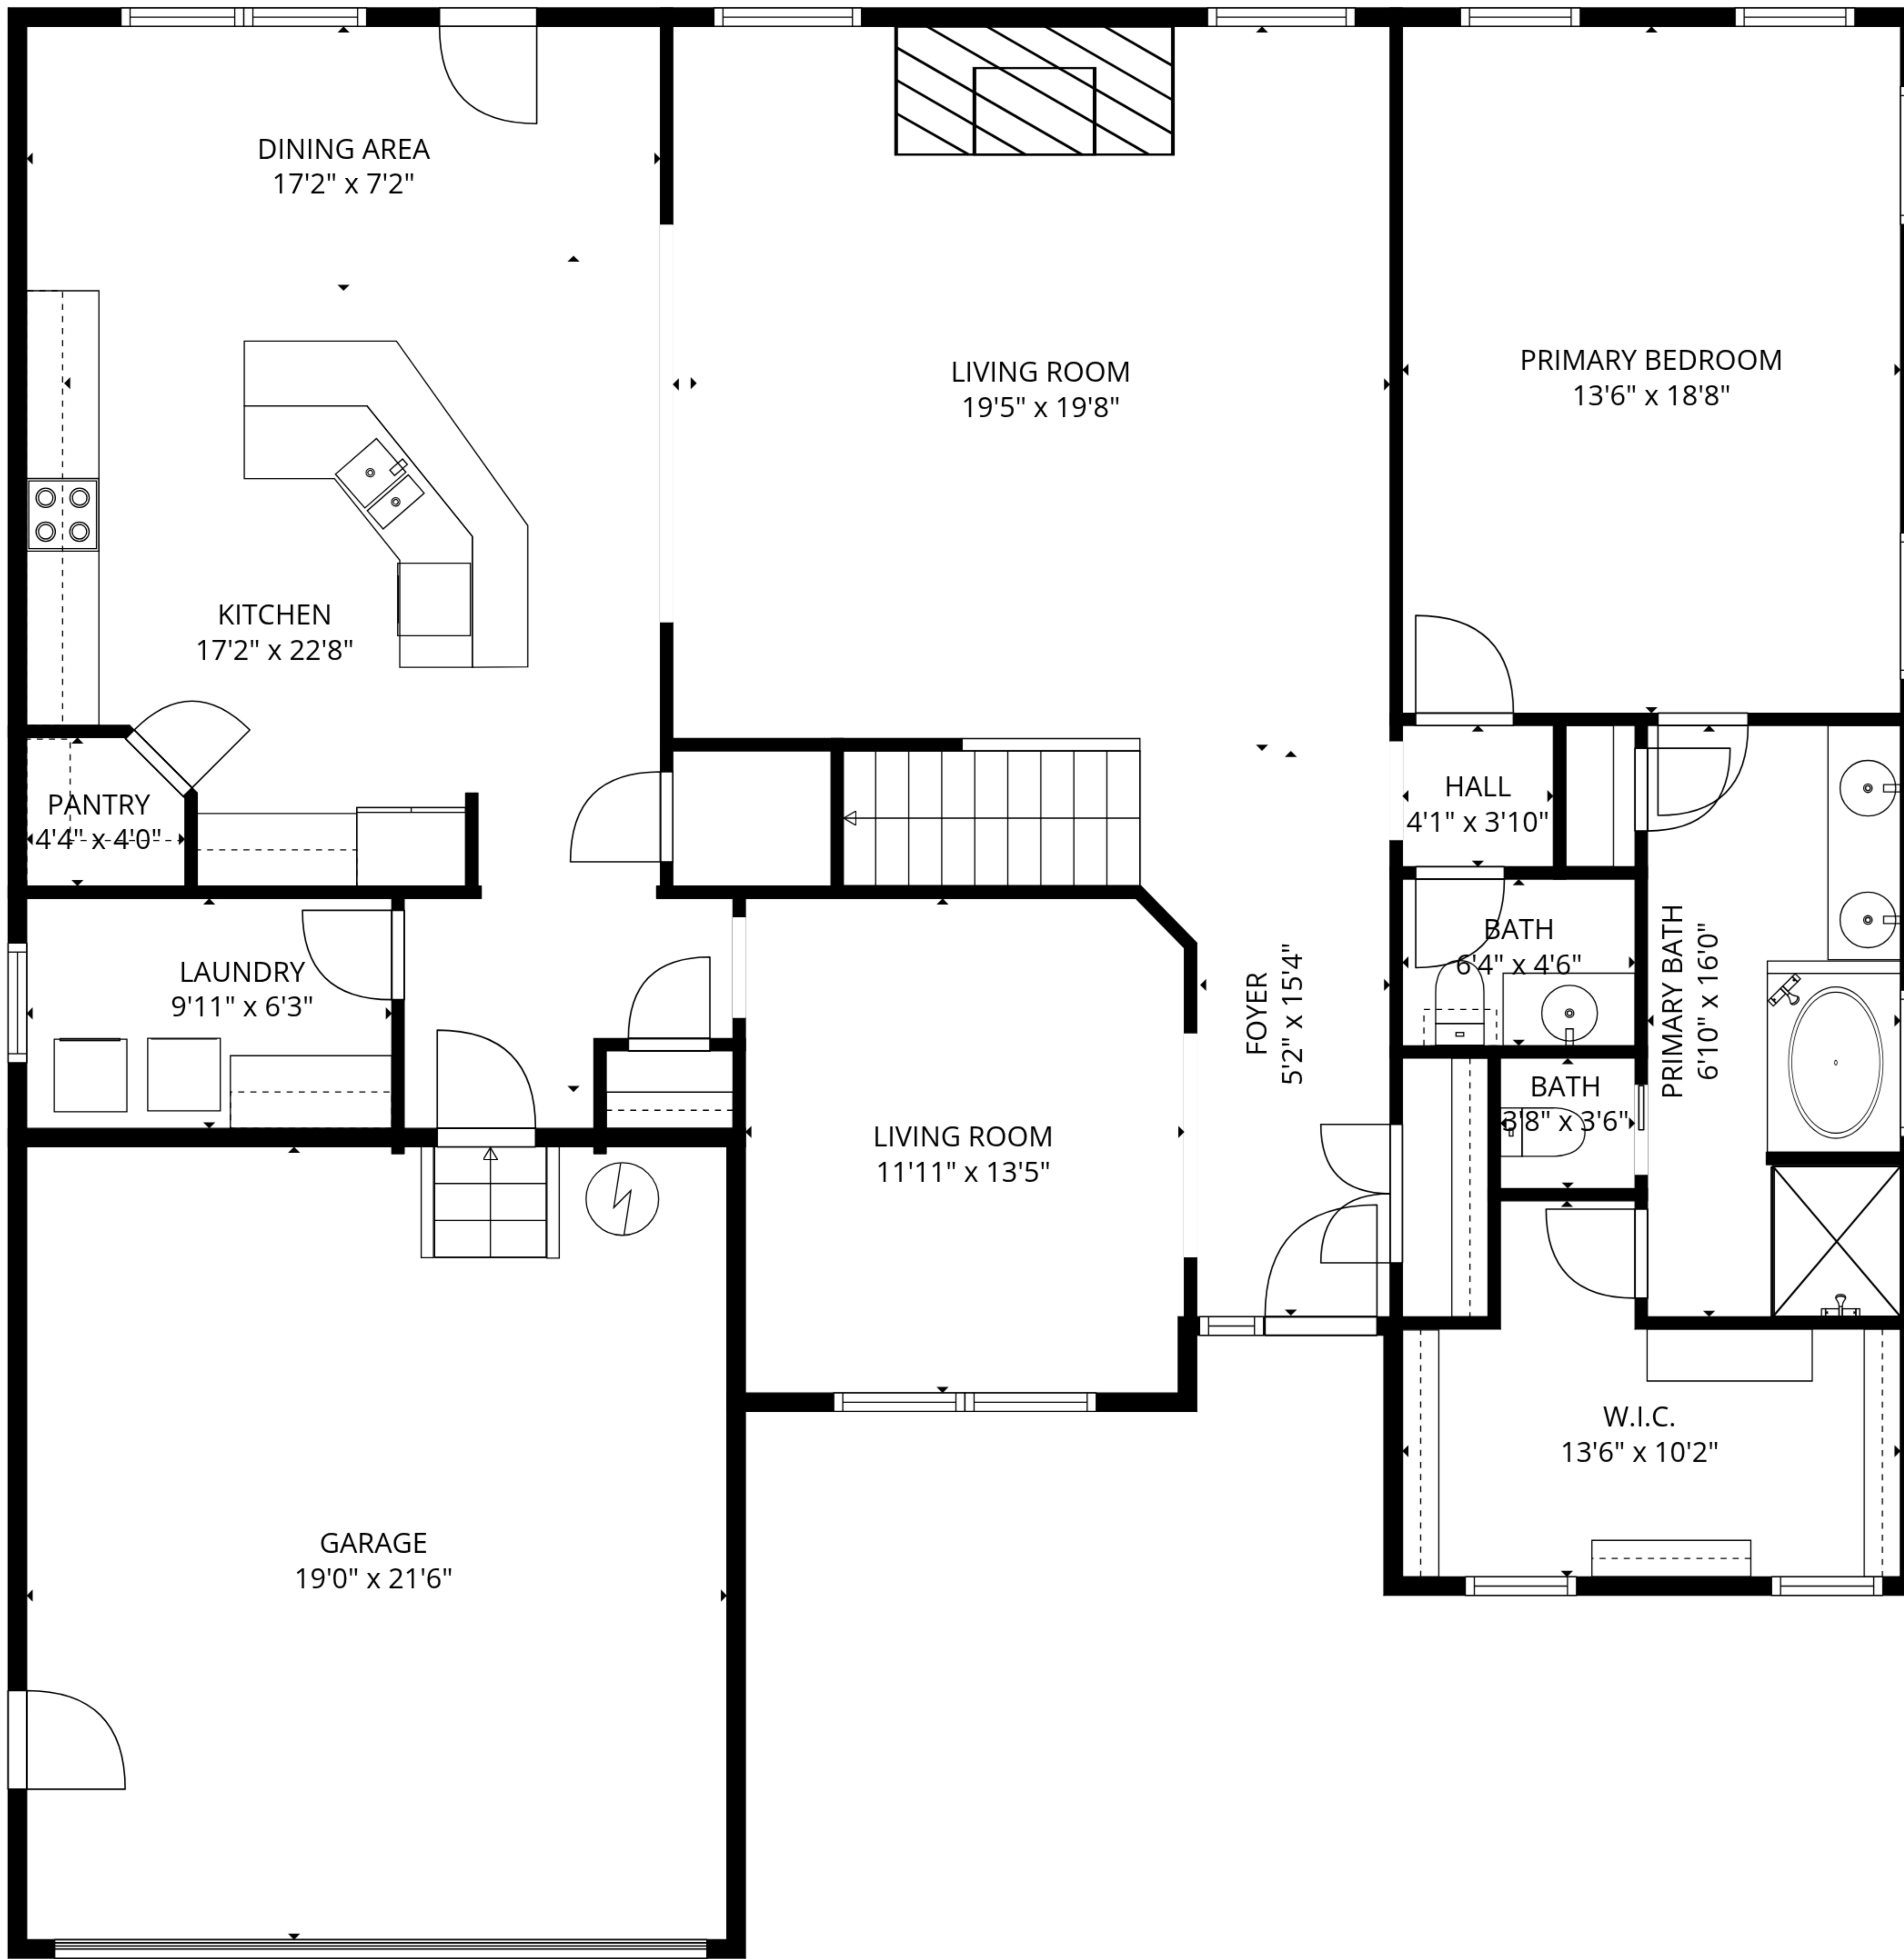 DINING AREA
17'2" x 7'2"
LIVING ROOM
19'5" x 19'8"
PRIMARY BEDROOM
13'6" x 18'8"
KITCHEN
17'2" x 22'8"
PANTRY
4'4" x 4'0"
HALL
4'1" x 3'10"
LAUNDRY
9'11" x 6'3"
FOYER
5'2" x 15'4"
BATH
6'4" x 4'6"
PRIMARY BATH
6'10" x 16'0"
BATH
3'8" x 3'6"
LIVING ROOM
11'11" x 13'5"
W.I.C.
13'6" x 10'2"
GARAGE
19'0" x 21'6"